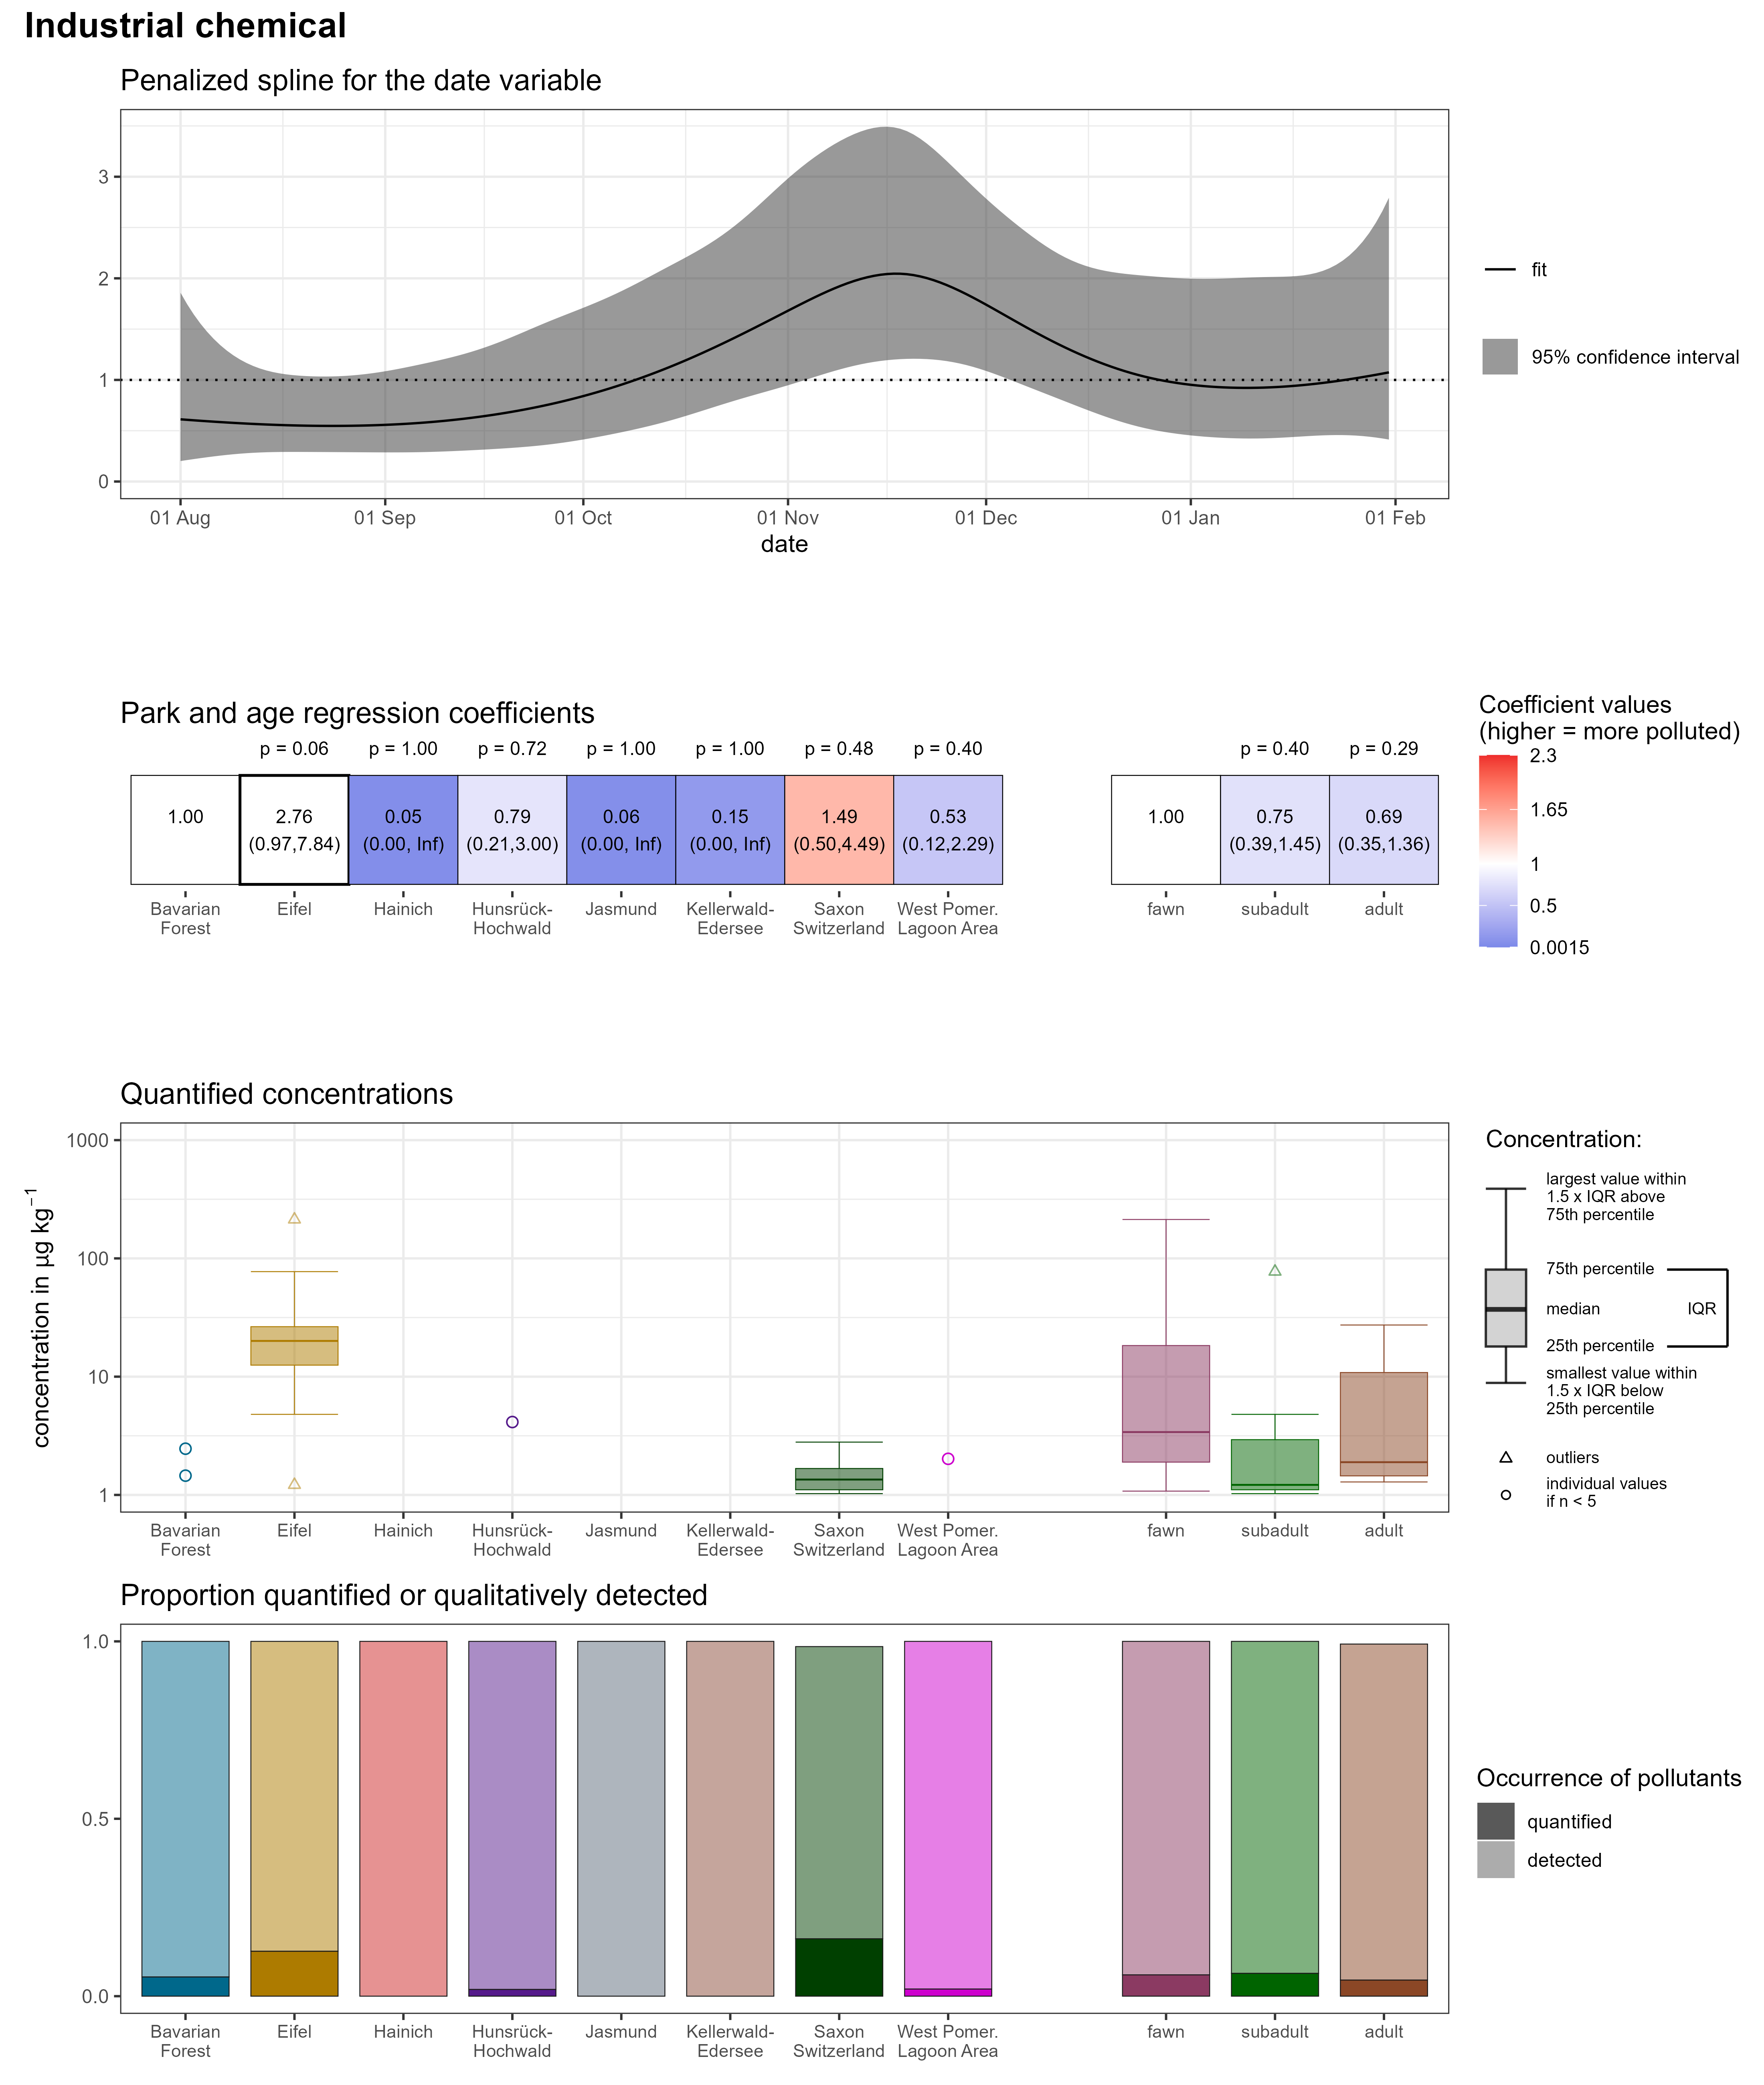 Industrial chemical
Penalized spline for the date variable
3
2
1
0
01 Aug 01 Sep 01 Oct 01 Nov 01 Dec 01 Jan 01 Feb
date
fit
95% confidence interval
Park and age regression coefficients
p = 0.06 p = 1.00 p = 0.72 p = 1.00 p = 1.00 p = 0.48 p = 0.40 p = 0.40 p = 0.29
1.00 2.76 0.05 0.79 0.06 0.15 1.49 0.53 1.00 0.75 0.69
(0.97,7.84) (0.00, Inf) (0.21,3.00) (0.00, Inf) (0.00, Inf) (0.50,4.49) (0.12,2.29) (0.39,1.45) (0.35,1.36)
Bavarian Eifel Hainich Hunsrück- Jasmund Kellerwald- Saxon West Pomer. fawn subadult adult
Forest Hochwald Edersee Switzerland Lagoon Area
Coefficient values
(higher = more polluted)
2.3
1.65
1
0.5
0.0015
Quantified concentrations
concentration in µg kg⁻¹
1000
100
10
1
Bavarian Eifel Hainich Hunsrück- Jasmund Kellerwald- Saxon West Pomer. fawn subadult adult
Forest Hochwald Edersee Switzerland Lagoon Area
Concentration:
largest value within
1.5 x IQR above
75th percentile
75th percentile
median IQR
25th percentile
smallest value within
1.5 x IQR below
25th percentile
outliers
individual values
if n < 5
Proportion quantified or qualitatively detected
1.0
0.5
0.0
Bavarian Eifel Hainich Hunsrück- Jasmund Kellerwald- Saxon West Pomer. fawn subadult adult
Forest Hochwald Edersee Switzerland Lagoon Area
Occurrence of pollutants
quantified
detected